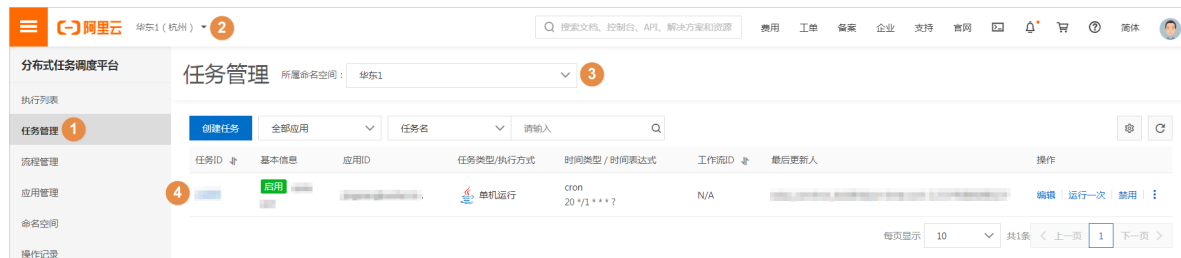 阿里云 华东1（杭州） 2 搜索文档、控制台、API、解决方案和资源 费用 工单 备案 企业 支持 官网 简体
分布式任务调度平台
任务管理 所属命名空间： 华东1 3
执行列表
任务管理 1
创建任务 全部应用 任务名 请输入
流程管理
任务ID 基本信息 应用ID 任务类型/执行方式 时间类型 / 时间表达式 工作流ID 最后更新人 操作
应用管理
4 启用 单机运行 cron N/A 编辑 运行一次 禁用
20 */1 * * * ?
命名空间
每页显示 10 共1条 上一页 1 下一页
操作记录